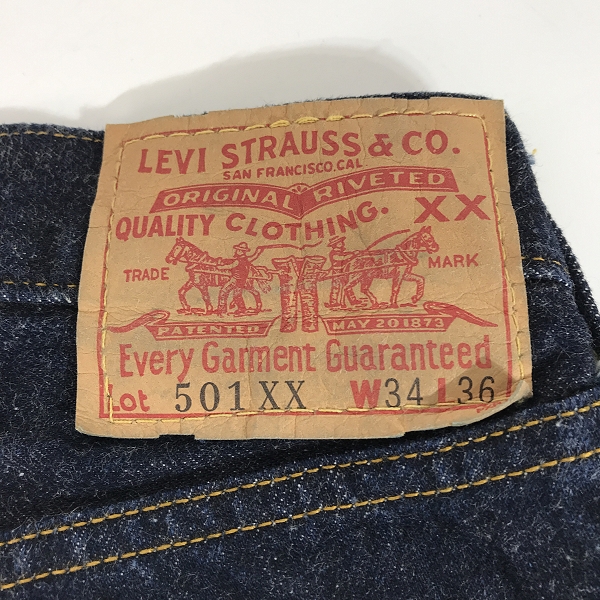 LEVI STRAUSS & CO.
SAN FRANCISCO.CAL
ORIGINAL RIVETED
QUALITY CLOTHING. XX
TRADE MARK
PATENTED MAY 20 1873
Every Garment Guaranteed
Lot 501XX W34 L36